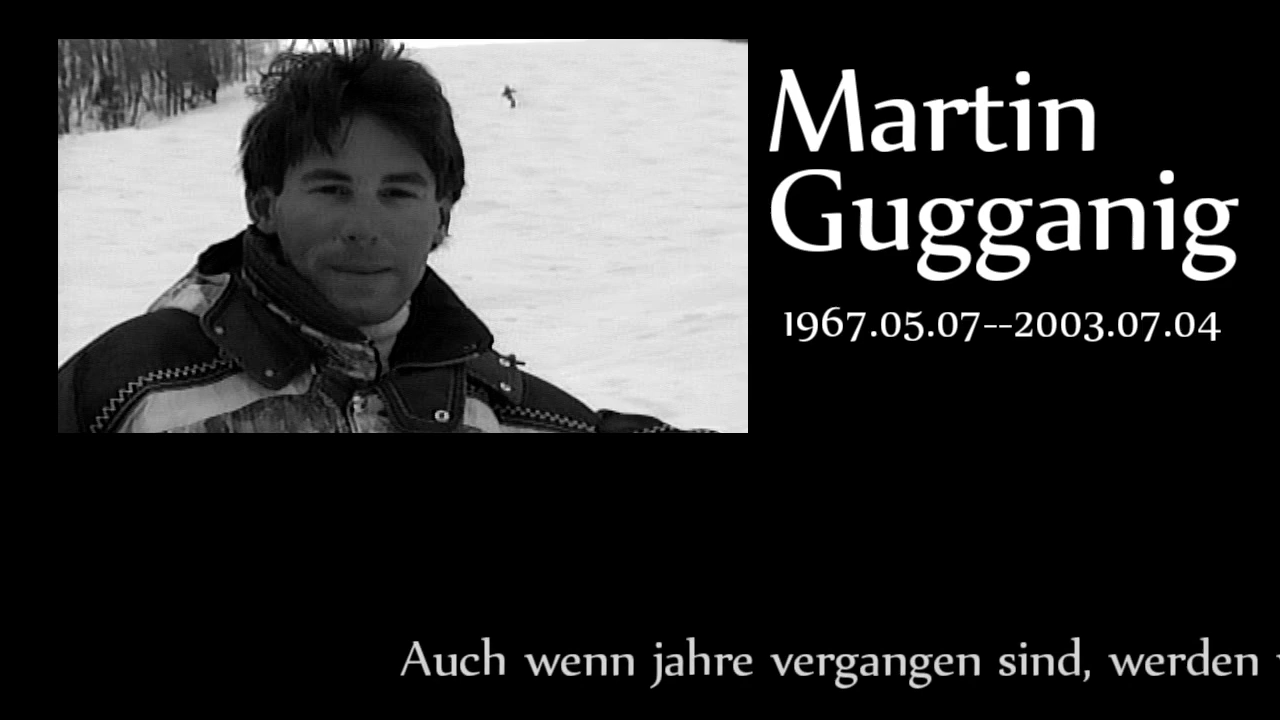 Martin
Gugganig
1967.05.07--2003.07.04
Auch wenn jahre vergangen sind, werden